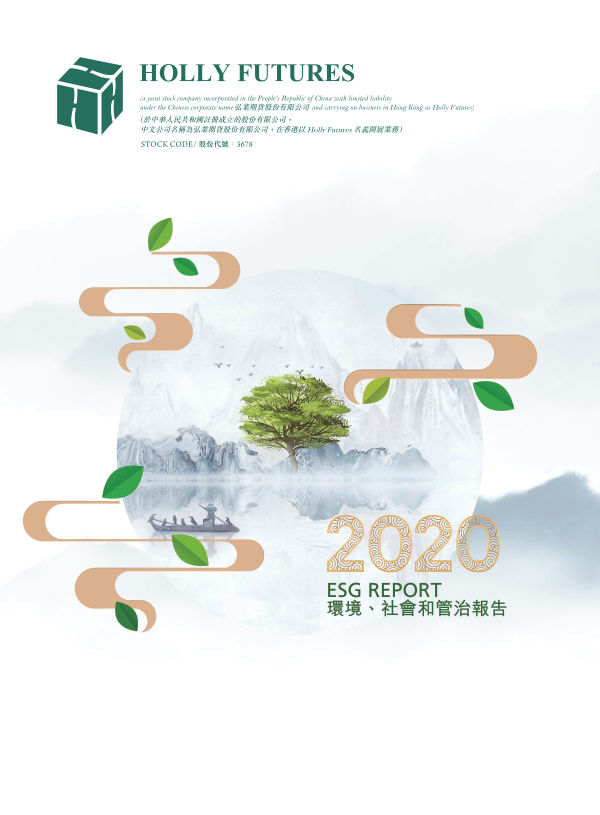 HOLLY FUTURES
(a joint stock company incorporated in the People's Republic of China with limited liability
under the Chinese corporate name 弘業期貨股份有限公司 and carrying on business in Hong Kong as Holly Futures)
(於中華人民共和國註冊成立的股份有限公司，
中文公司名稱為弘業期貨股份有限公司，在香港以 Holly Futures 名義開展業務)
STOCK CODE/ 股份代號：3678
2020
ESG REPORT
環境、社會和管治報告